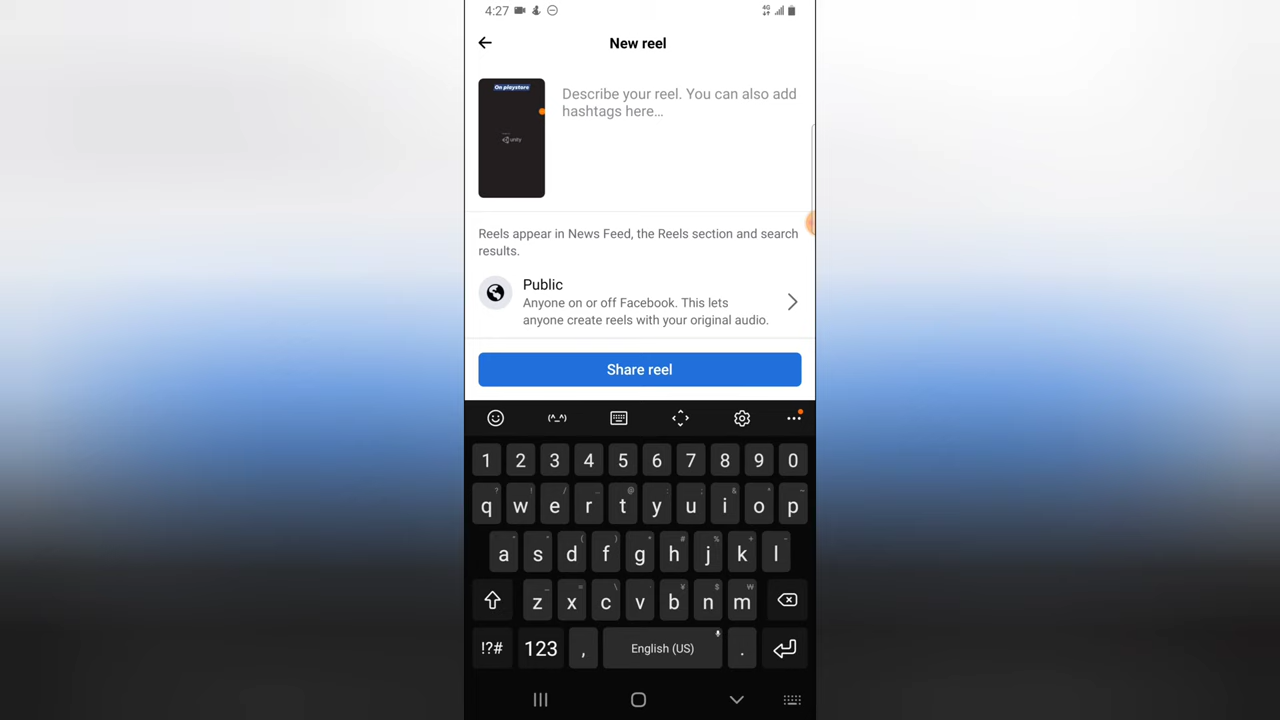 4:27
4G
New reel
On playstore
unity
Describe your reel. You can also add
hashtags here...
Reels appear in News Feed, the Reels section and search
results.
Public
Anyone on or off Facebook. This lets
anyone create reels with your original audio.
Share reel
(^_^)
1 2 3 4 5 6 7 8 9 0
q w e r t y u i o p
a s d f g h j k l
z x c v b n m
!?# 123 , English (US) .